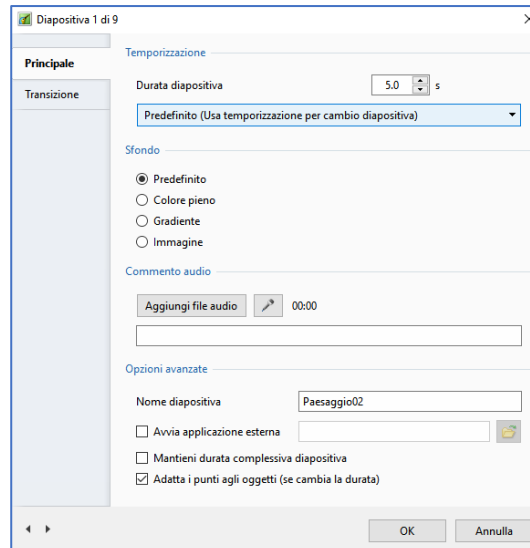 Diapositiva 1 di 9
Principale
Transizione
Temporizzazione
Durata diapositiva 5.0 s
Predefinito (Usa temporizzazione per cambio diapositiva)
Sfondo
Predefinito
Colore pieno
Gradiente
Immagine
Commento audio
Aggiungi file audio 00:00
Opzioni avanzate
Nome diapositiva Paesaggio02
Avvia applicazione esterna
Mantieni durata complessiva diapositiva
Adatta i punti agli oggetti (se cambia la durata)
OK Annulla